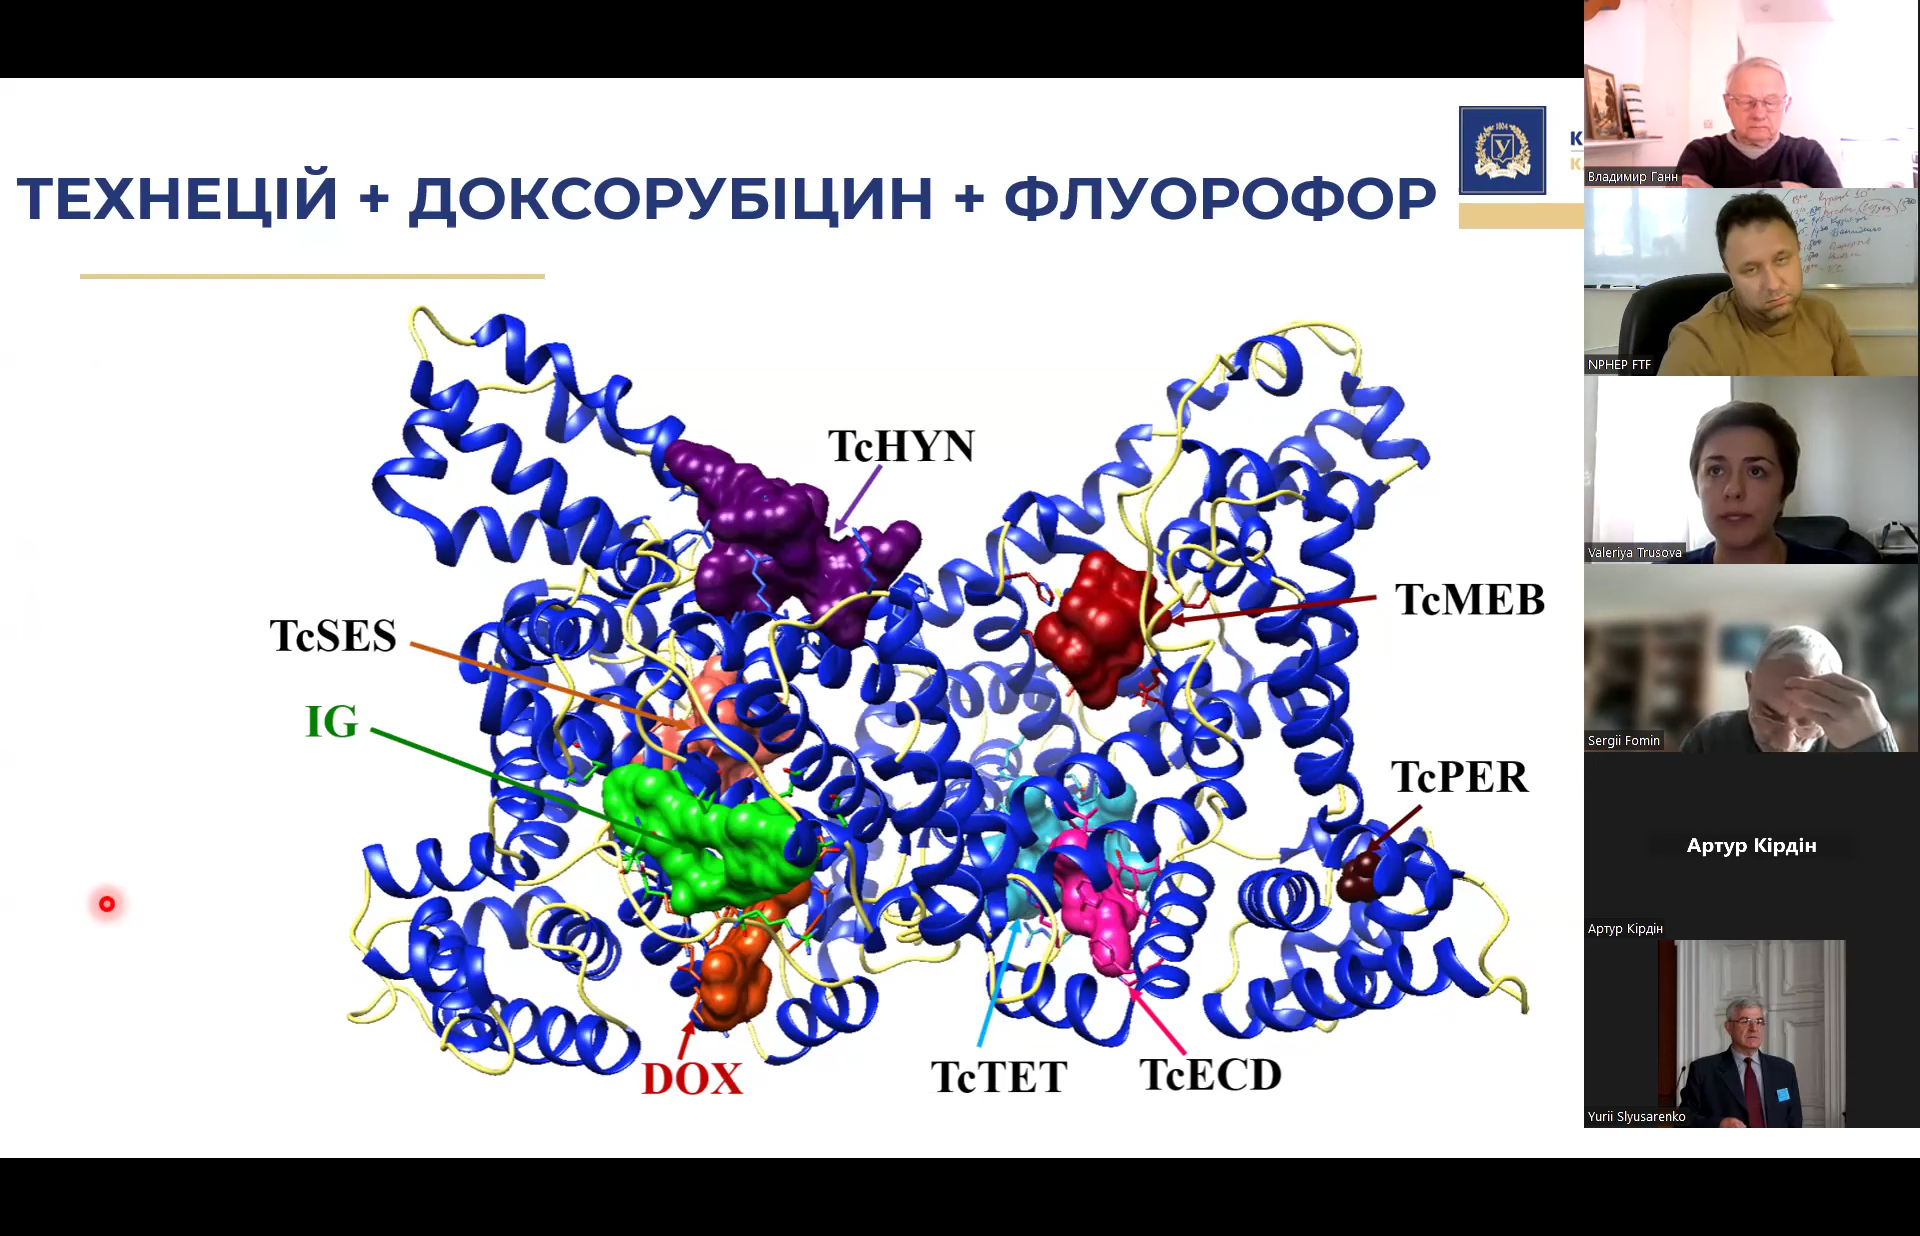 ТЕХНЕЦІЙ + ДОКСОРУБІЦИН + ФЛУОРОФОР
1804
У
К
К
TcHYN
TcMEB
TcSES
IG
TcPER
DOX
TcTET
TcECD
Владимир Ганн
NPHEP FTF
Valeriya Trusova
Sergii Fomin
Артур Кірдін
Артур Кірдін
Yurii Slyusarenko